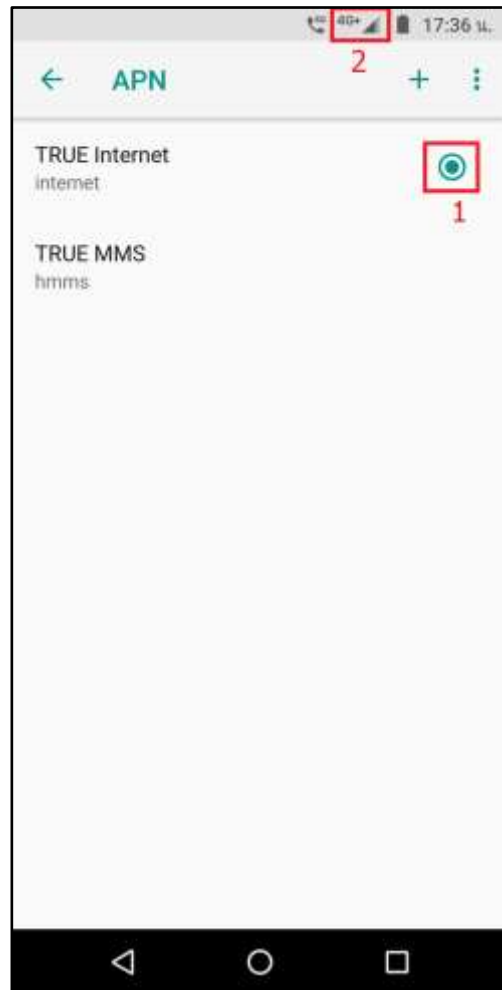 4G+ 17:36 น.
2
APN
TRUE Internet
internet
1
TRUE MMS
hmms